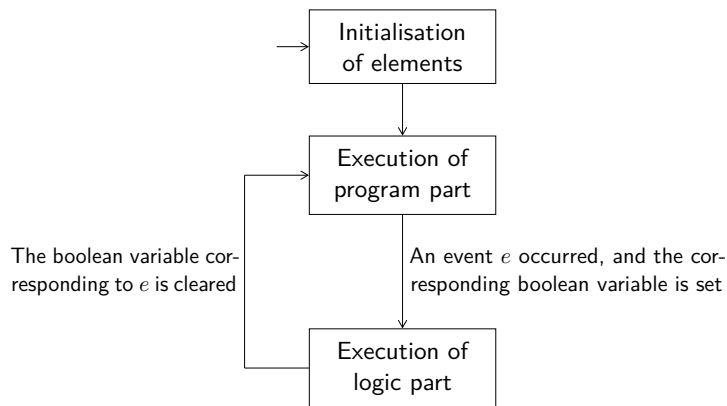 Initialisation
of elements
Execution of
program part
The boolean variable cor-
responding to e is cleared
An event e occurred, and the cor-
responding boolean variable is set
Execution of
logic part